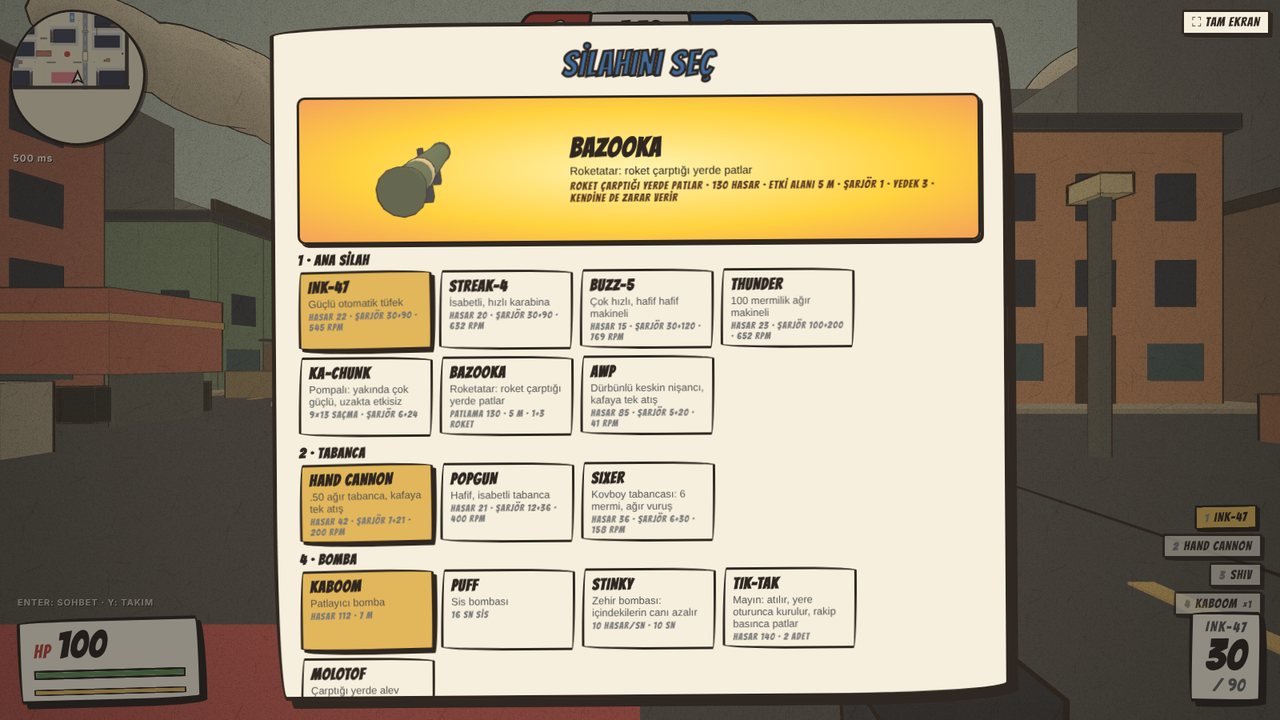 TAM EKRAN
500 ms
SİLAHINI SEÇ
BAZOOKA
Roketatar: roket çarptığı yerde patlar
ROKET ÇARPTIĞI YERDE PATLAR · 130 HASAR · ETKİ ALANI 5 M · ŞARJÖR 1 · YEDEK 3 ·
KENDİNE DE ZARAR VERİR
1 · ANA SİLAH
INK-47
Güçlü otomatik tüfek
HASAR 22 · ŞARJÖR 30+90 ·
545 RPM
STREAK-4
İsabetli, hızlı karabina
HASAR 20 · ŞARJÖR 30+90 ·
632 RPM
BUZZ-5
Çok hızlı, hafif hafif
makineli
HASAR 15 · ŞARJÖR 30+120 ·
769 RPM
THUNDER
100 mermilik ağır
makineli
HASAR 23 · ŞARJÖR 100+200
· 652 RPM
KA-CHUNK
Pompalı: yakında çok
güçlü, uzakta etkisiz
9×13 SAÇMA · ŞARJÖR 6+24
BAZOOKA
Roketatar: roket çarptığı
yerde patlar
PATLAMA 130 · 5 M · 1+3
ROKET
AWP
Dürbünlü keskin nişancı,
kafaya tek atış
HASAR 85 · ŞARJÖR 5+20 ·
41 RPM
2 · TABANCA
HAND CANNON
.50 ağır tabanca, kafaya
tek atış
HASAR 42 · ŞARJÖR 7+21 ·
200 RPM
POPGUN
Hafif, isabetli tabanca
HASAR 21 · ŞARJÖR 12+36 ·
400 RPM
SIXER
Kovboy tabancası: 6
mermi, ağır vuruş
HASAR 36 · ŞARJÖR 6+30 ·
158 RPM
4 · BOMBA
KABOOM
Patlayıcı bomba
HASAR 112 · 7 M
PUFF
Sis bombası
16 SN SİS
STINKY
Zehir bombası:
içindekilerin canı azalır
10 HASAR/SN · 10 SN
TIK-TAK
Mayın: atılır, yere
oturunca kurulur, rakip
basınca patlar
HASAR 140 · 2 ADET
MOLOTOF
Çarptığı yerde alev
1 INK-47
2 HAND CANNON
3 SHIV
4 KABOOM ×1
ENTER: SOHBET · Y: TAKIM
HP 100
INK-47
30
/ 90